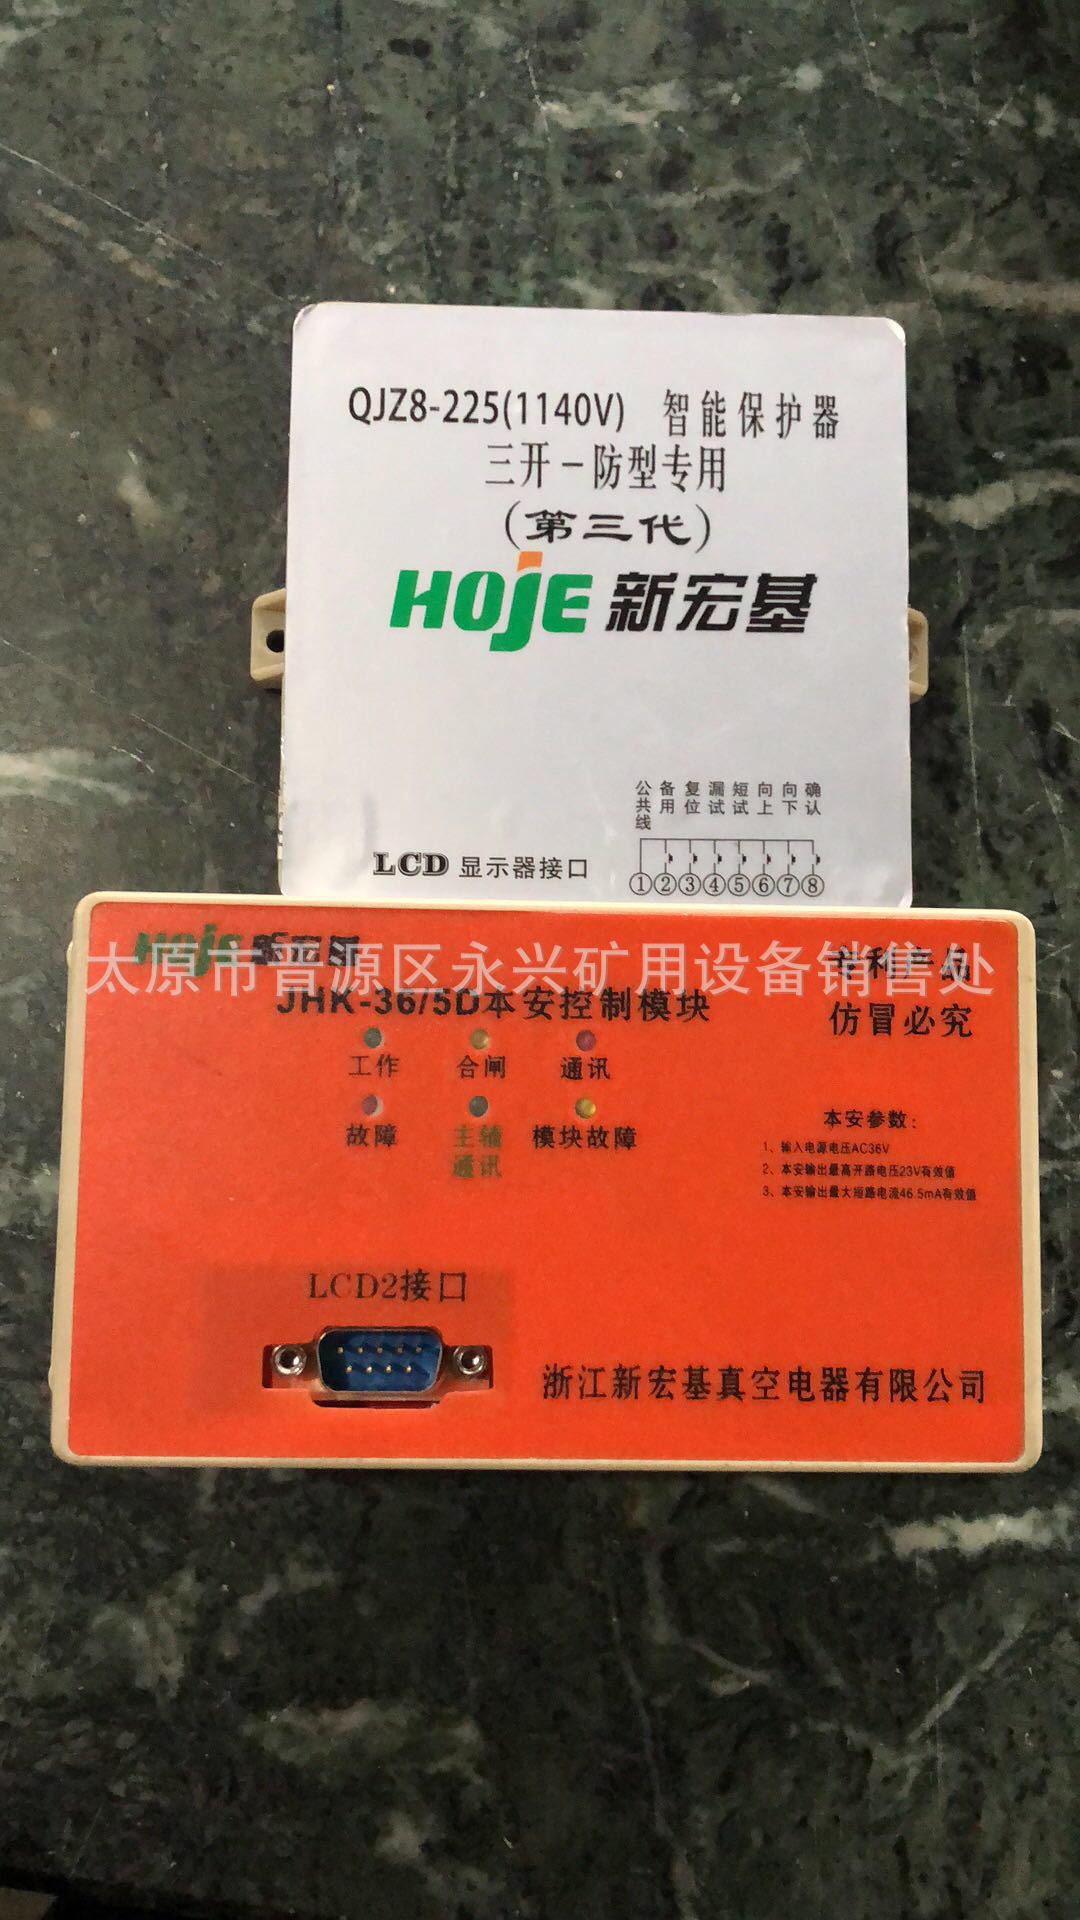 QJZ8-225(1140V) 智能保护器
三开－防型专用
(第三代)
HOJE 新宏基
公共线 备用 复位 漏试 短试 向上 向下 确认
LCD 显示器接口
①②③④⑤⑥⑦⑧
HOJE 新宏基
专利产品
太原市晋源区永兴矿用设备销售处
JHK-36/5D本安控制模块
仿冒必究
工作 合闸 通讯
故障 主辅通讯 模块故障
本安参数：
1、输入电源电压AC36V
2、本安输出最高开路电压23V有效值
3、本安输出最大短路电流46.5mA有效值
LCD2接口
浙江新宏基真空电器有限公司